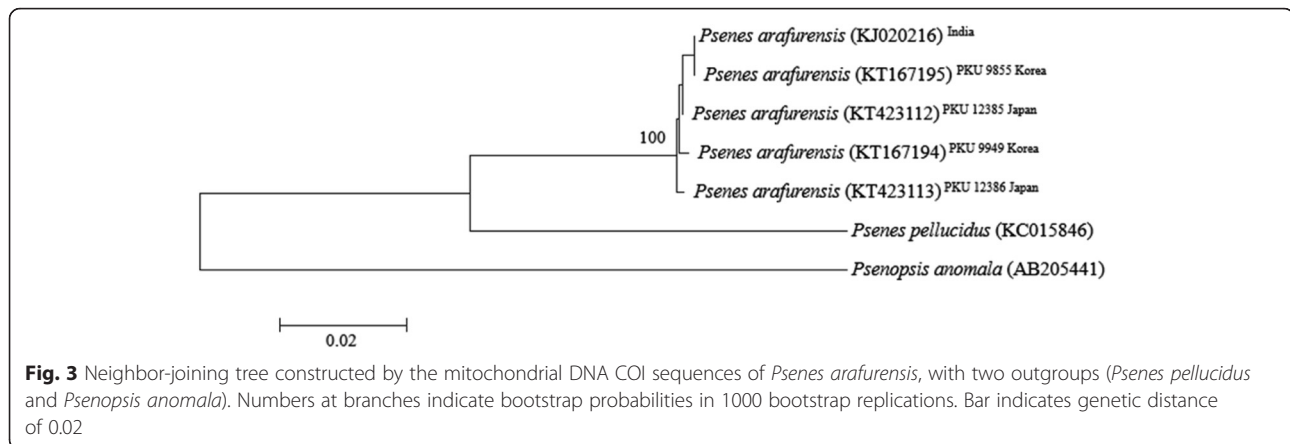 Psenes arafurensis (KJ020216) India
Psenes arafurensis (KT167195) PKU 9855 Korea
Psenes arafurensis (KT423112) PKU 12385 Japan
100
Psenes arafurensis (KT167194) PKU 9949 Korea
Psenes arafurensis (KT423113) PKU 12386 Japan
Psenes pellucidus (KC015846)
Psenopsis anomala (AB205441)
0.02
Fig. 3 Neighbor-joining tree constructed by the mitochondrial DNA COI sequences of Psenes arafurensis, with two outgroups (Psenes pellucidus
and Psenopsis anomala). Numbers at branches indicate bootstrap probabilities in 1000 bootstrap replications. Bar indicates genetic distance
of 0.02